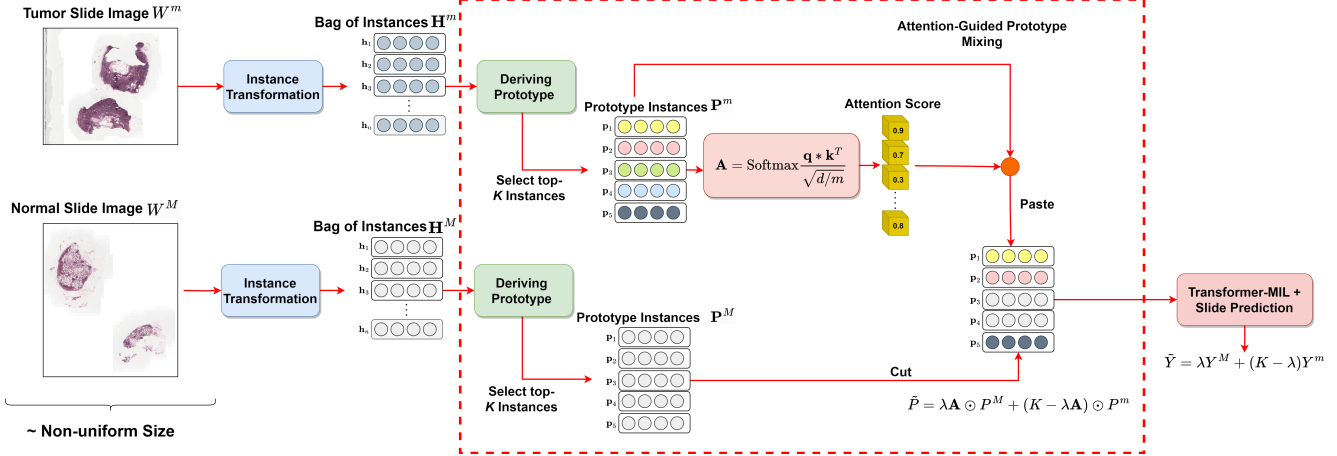 Tumor Slide Image W^m
Instance
Transformation
Bag of Instances H^m
h_1
h_2
h_3
⋮
h_n
Deriving
Prototype
Select top-
K Instances
Prototype Instances P^m
p_1
p_2
p_3
p_4
p_5
A = Softmax q * k^T / √d/m
Attention Score
0.9
0.7
0.3
0.8
Attention-Guided Prototype
Mixing
Paste
Normal Slide Image W^M
Instance
Transformation
Bag of Instances H^M
h_1
h_2
h_3
⋮
h_n
Deriving
Prototype
Select top-
K Instances
Prototype Instances P^M
p_1
p_2
p_3
p_4
p_5
Cut
p_1
p_2
p_3
p_4
p_5
P̃ = λA ⊙ P^M + (K − λA) ⊙ P^m
Transformer-MIL +
Slide Prediction
Ỹ = λY^M + (K − λ)Y^m
~ Non-uniform Size